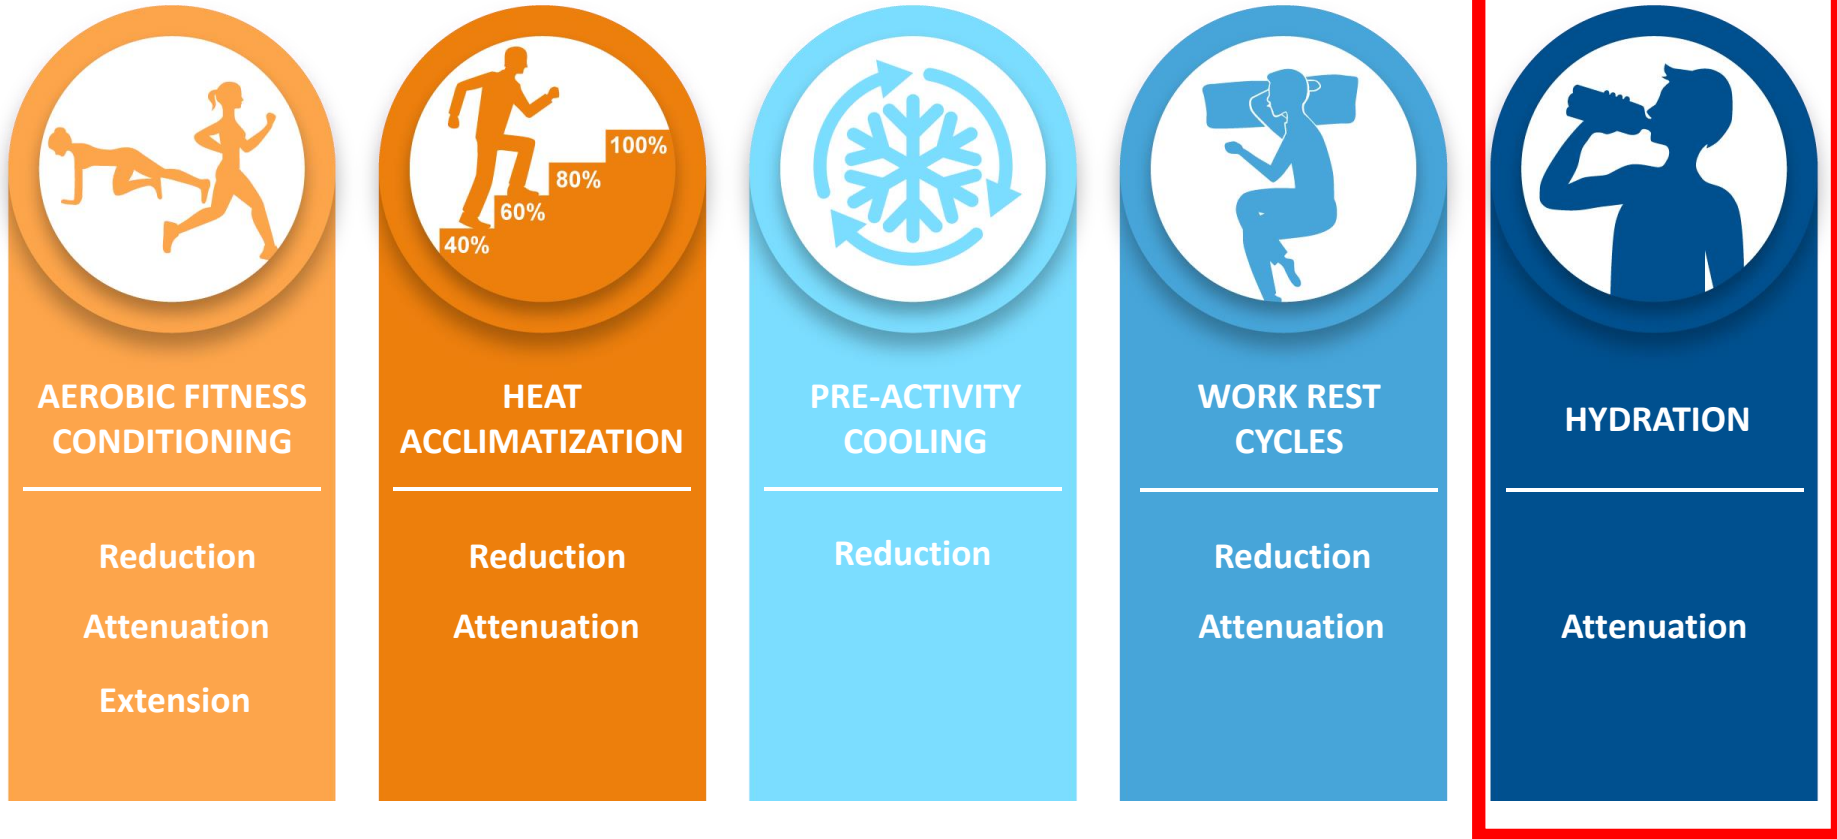 AEROBIC FITNESS
CONDITIONING
Reduction
Attenuation
Extension
100%
80%
60%
40%
HEAT
ACCLIMATIZATION
Reduction
Attenuation
PRE-ACTIVITY
COOLING
Reduction
WORK REST
CYCLES
Reduction
Attenuation
HYDRATION
Attenuation